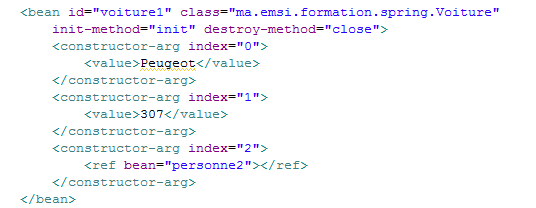 <bean id="voiture1" class="ma.emsi.formation.spring.Voiture"
init-method="init" destroy-method="close">
<constructor-arg index="0">
<value>Peugeot</value>
</constructor-arg>
<constructor-arg index="1">
<value>307</value>
</constructor-arg>
<constructor-arg index="2">
<ref bean="personne2"></ref>
</constructor-arg>
</bean>